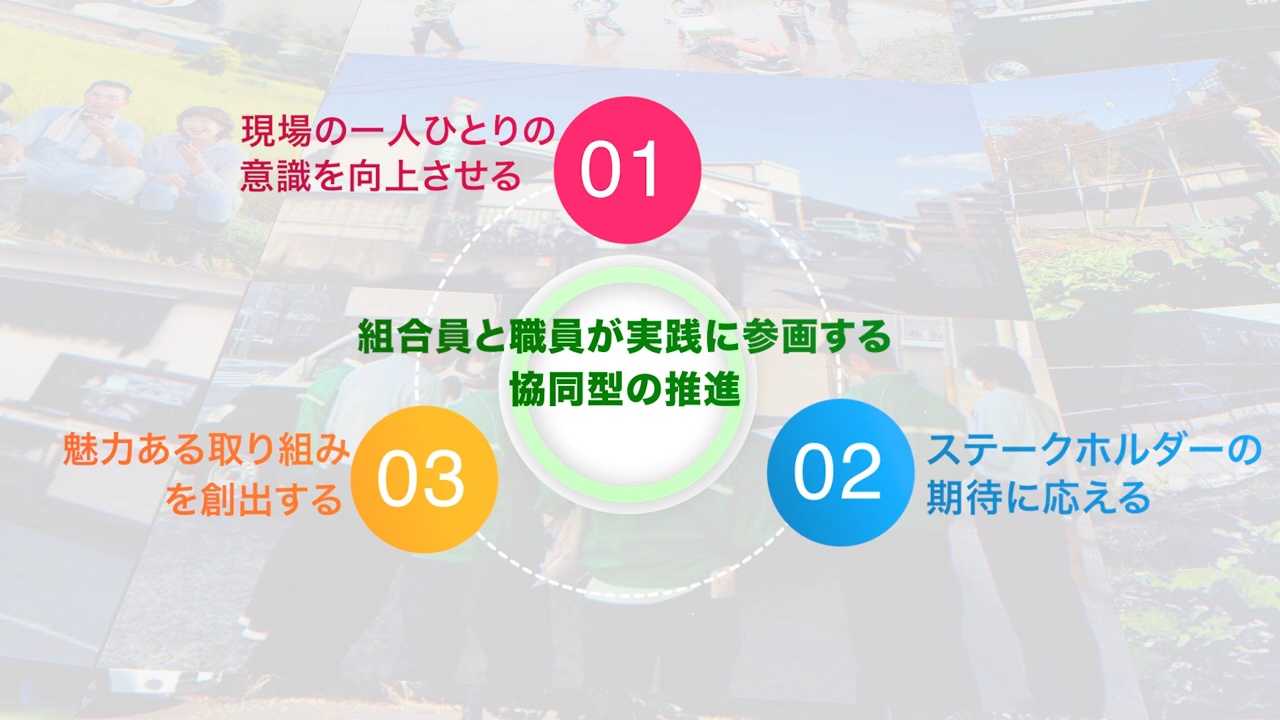 現場の一人ひとりの
意識を向上させる
01
組合員と職員が実践に参画する
協同型の推進
魅力ある取り組み
を創出する
03
02
ステークホルダーの
期待に応える